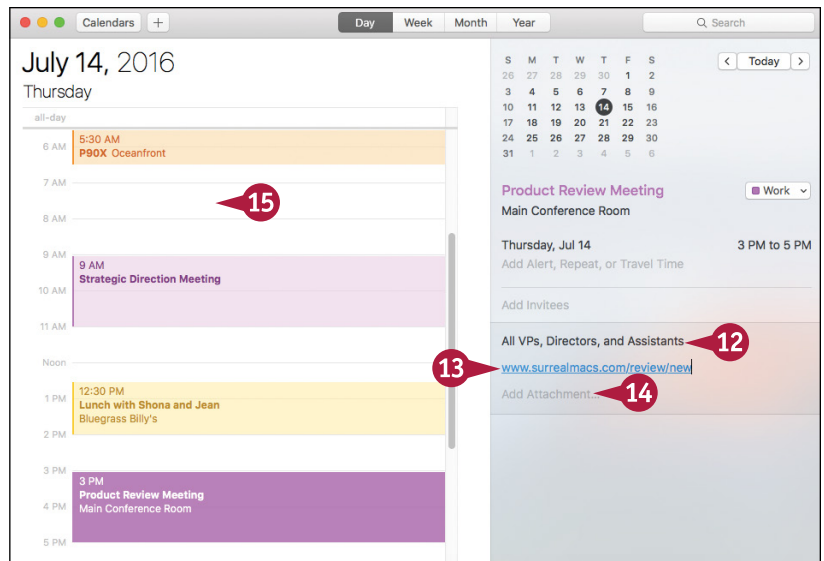 Calendars +
Day Week Month Year
Search
July 14, 2016
Thursday
all-day
6 AM
5:30 AM
P90X Oceanfront
7 AM
15
8 AM
9 AM
9 AM
Strategic Direction Meeting
10 AM
11 AM
Noon
12:30 PM
1 PM
Lunch with Shona and Jean
Bluegrass Billy's
2 PM
3 PM
3 PM
Product Review Meeting
4 PM
Main Conference Room
5 PM
S M T W T F S
26 27 28 29 30 1 2
3 4 5 6 7 8 9
10 11 12 13 14 15 16
17 18 19 20 21 22 23
24 25 26 27 28 29 30
31 1 2 3 4 5 6
< Today >
Product Review Meeting
Work
Main Conference Room
Thursday, Jul 14 3 PM to 5 PM
Add Alert, Repeat, or Travel Time
Add Invitees
All VPs, Directors, and Assistants
12
13
www.surrealmacs.com/review/new
Add Attachment...
14